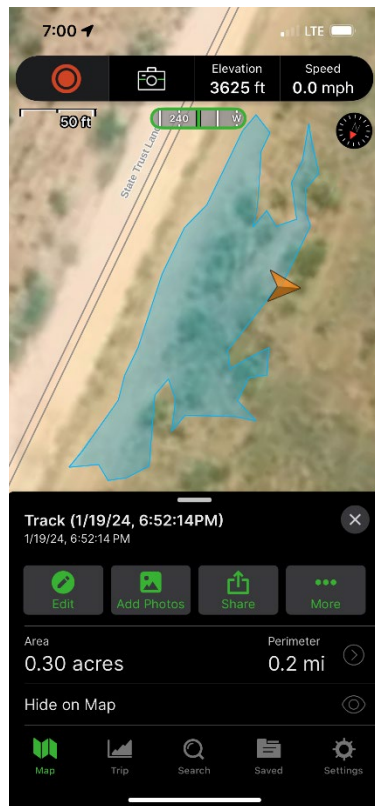 7:00
LTE
Elevation
3625 ft
Speed
0.0 mph
50 ft
240
W
N
State Trust Land
Track (1/19/24, 6:52:14PM)
1/19/24, 6:52:14 PM
Edit
Add Photos
Share
More
Area
0.30 acres
Perimeter
0.2 mi
Hide on Map
Map
Trip
Search
Saved
Settings